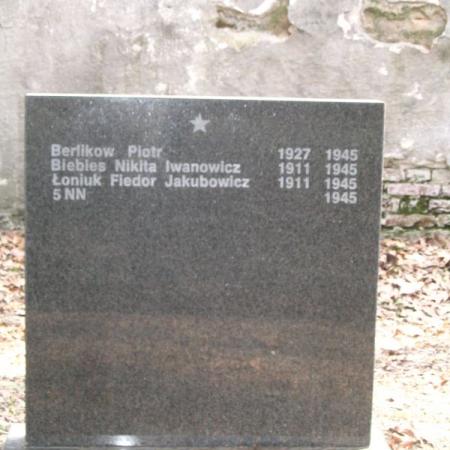 Berlikow Piotr 1927 1945
Biebies Nikita Iwanowicz 1911 1945
Łoniuk Fiedor Jakubowicz 1911 1945
5 NN 1945